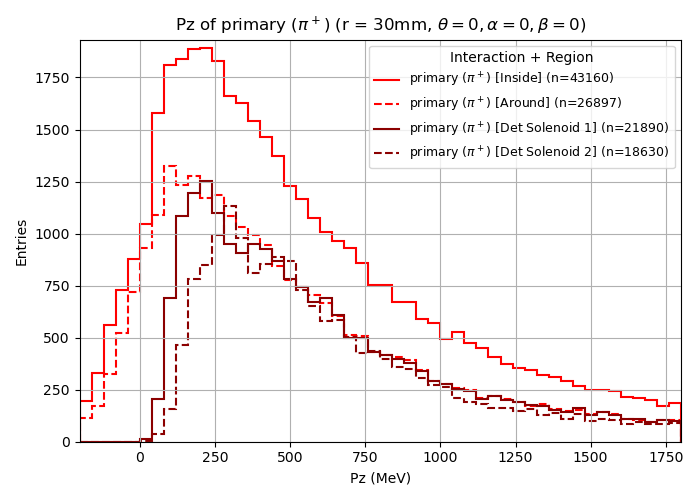 Pz of primary (π⁺) (r = 30mm, θ = 0, α = 0, β = 0)
Interaction + Region
primary (π⁺) [Inside] (n=43160)
primary (π⁺) [Around] (n=26897)
primary (π⁺) [Det Solenoid 1] (n=21890)
primary (π⁺) [Det Solenoid 2] (n=18630)
Entries
1750
1500
1250
1000
750
500
250
0
0 250 500 750 1000 1250 1500 1750
Pz (MeV)